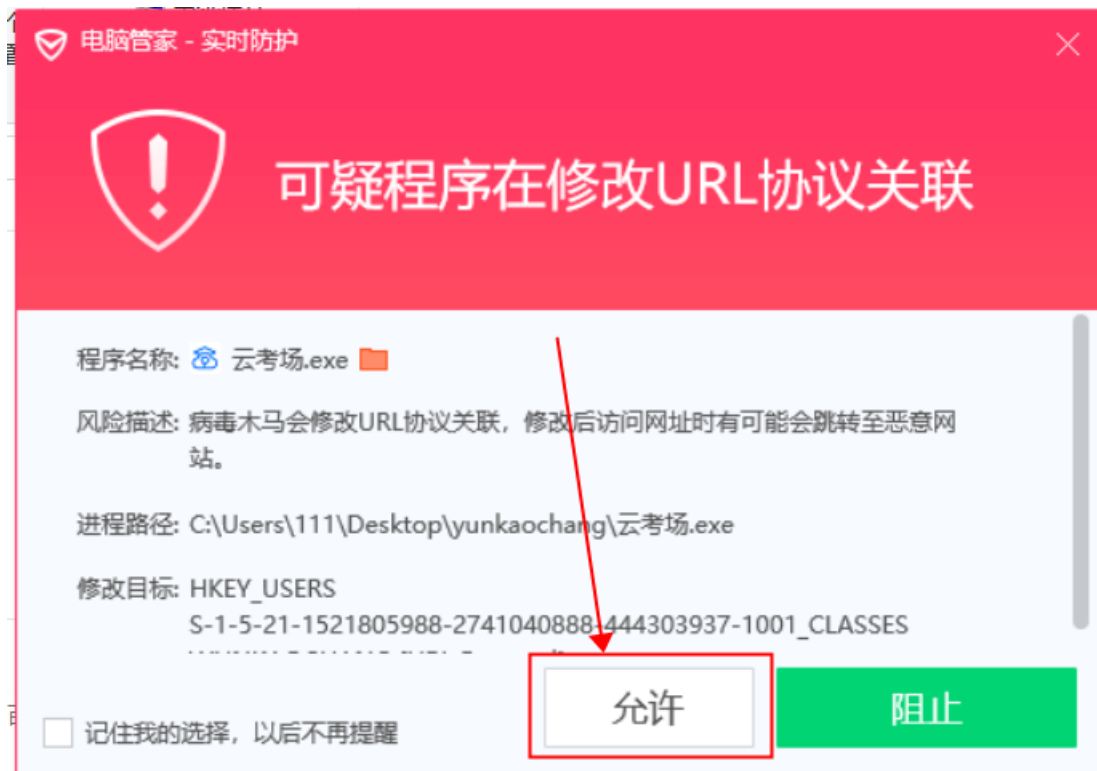 电脑管家 - 实时防护
可疑程序在修改URL协议关联
程序名称: 云考场.exe
风险描述: 病毒木马会修改URL协议关联，修改后访问网址时有可能会跳转至恶意网
站。
进程路径: C:\Users\111\Desktop\yunkaochang\云考场.exe
修改目标: HKEY_USERS
S-1-5-21-1521805988-2741040888-444303937-1001_CLASSES
记住我的选择，以后不再提醒
允许
阻止